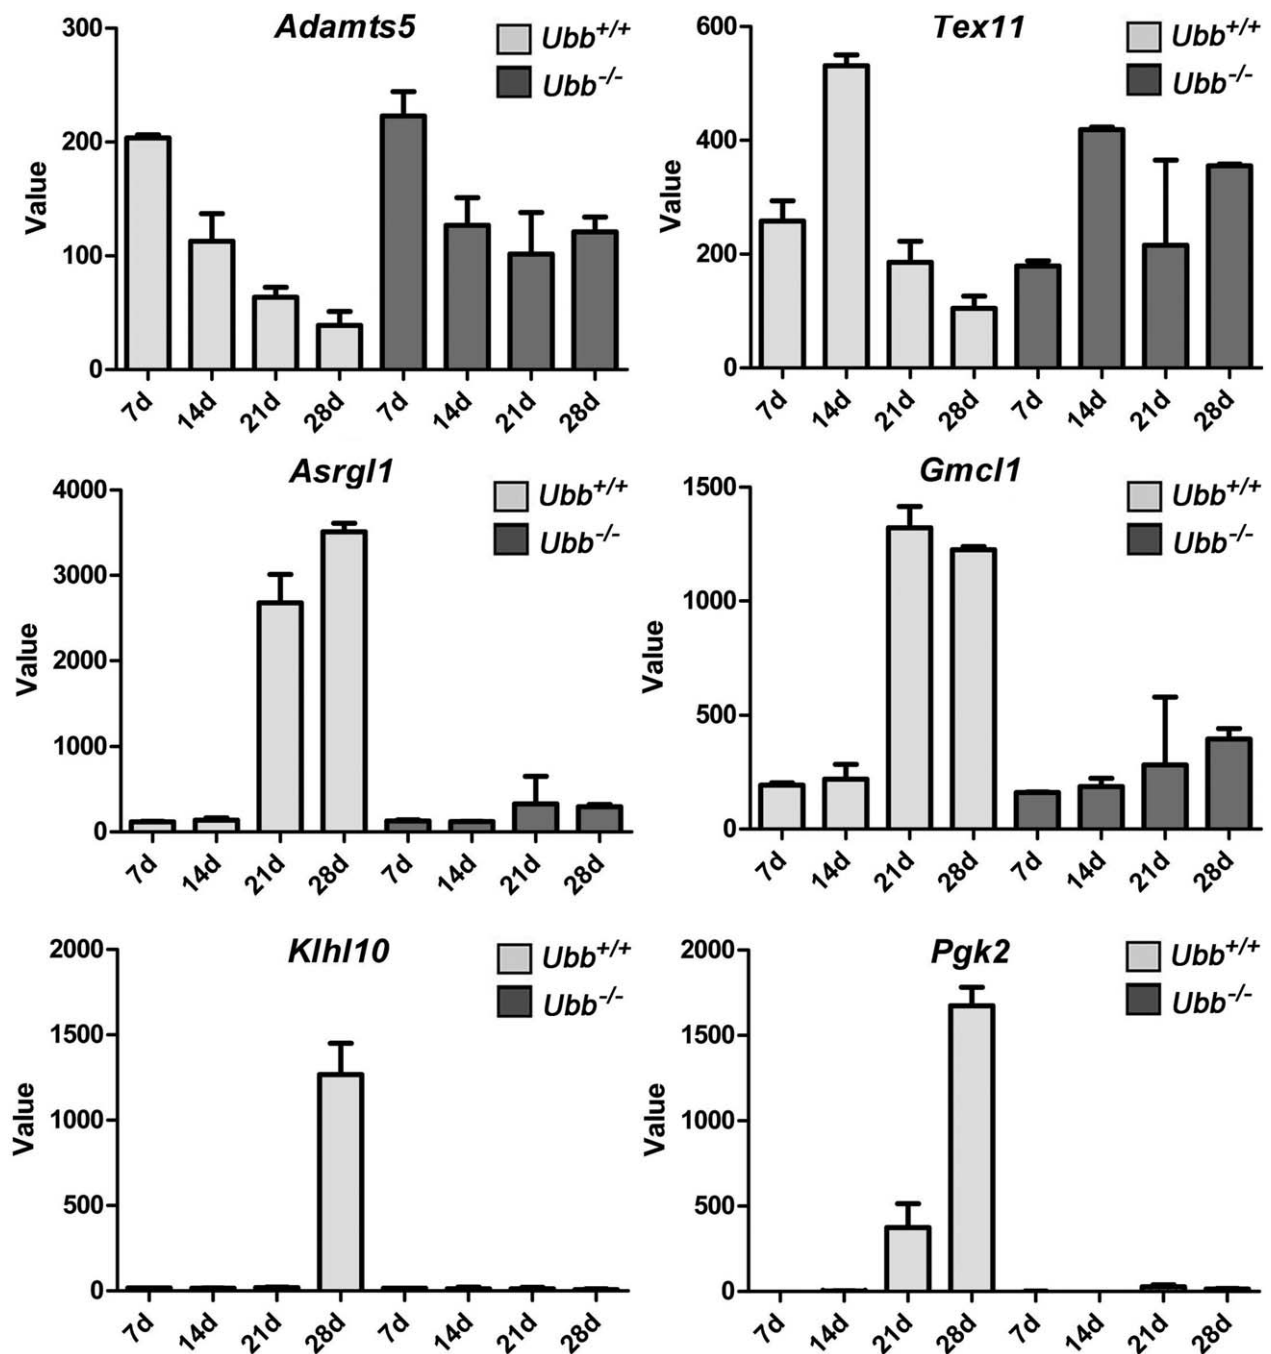 Adamts5
Ubb+/+
Ubb-/-
Value
300
200
100
0
7d 14d 21d 28d 7d 14d 21d 28d
Tex11
Ubb+/+
Ubb-/-
Value
600
400
200
0
7d 14d 21d 28d 7d 14d 21d 28d
Asrgl1
Ubb+/+
Ubb-/-
Value
4000
3000
2000
1000
0
7d 14d 21d 28d 7d 14d 21d 28d
Gmcl1
Ubb+/+
Ubb-/-
Value
1500
1000
500
0
7d 14d 21d 28d 7d 14d 21d 28d
Klhl10
Ubb+/+
Ubb-/-
Value
2000
1500
1000
500
0
7d 14d 21d 28d 7d 14d 21d 28d
Pgk2
Ubb+/+
Ubb-/-
Value
2000
1500
1000
500
0
7d 14d 21d 28d 7d 14d 21d 28d